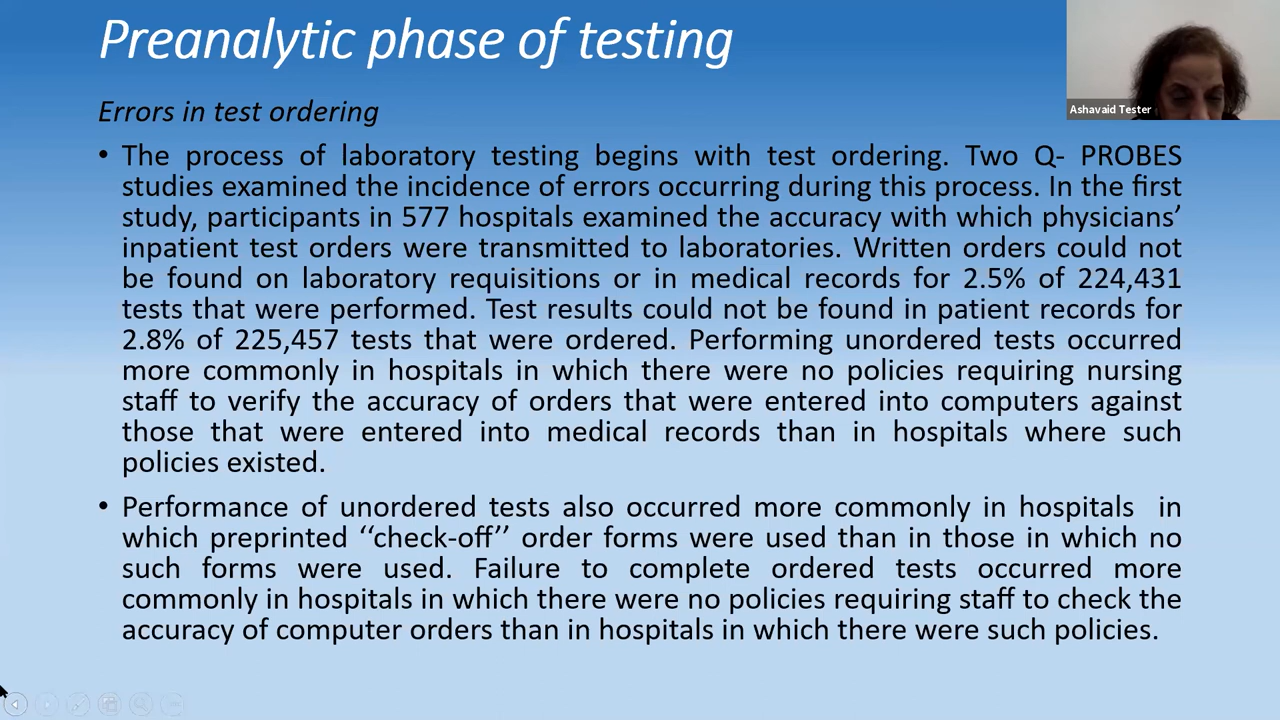 Preanalytic phase of testing
Ashavaid Tester
Errors in test ordering
• The process of laboratory testing begins with test ordering. Two Q- PROBES
studies examined the incidence of errors occurring during this process. In the first
study, participants in 577 hospitals examined the accuracy with which physicians’
inpatient test orders were transmitted to laboratories. Written orders could not
be found on laboratory requisitions or in medical records for 2.5% of 224,431
tests that were performed. Test results could not be found in patient records for
2.8% of 225,457 tests that were ordered. Performing unordered tests occurred
more commonly in hospitals in which there were no policies requiring nursing
staff to verify the accuracy of orders that were entered into computers against
those that were entered into medical records than in hospitals where such
policies existed.
• Performance of unordered tests also occurred more commonly in hospitals in
which preprinted ‘‘check-off’’ order forms were used than in those in which no
such forms were used. Failure to complete ordered tests occurred more
commonly in hospitals in which there were no policies requiring staff to check the
accuracy of computer orders than in hospitals in which there were such policies.